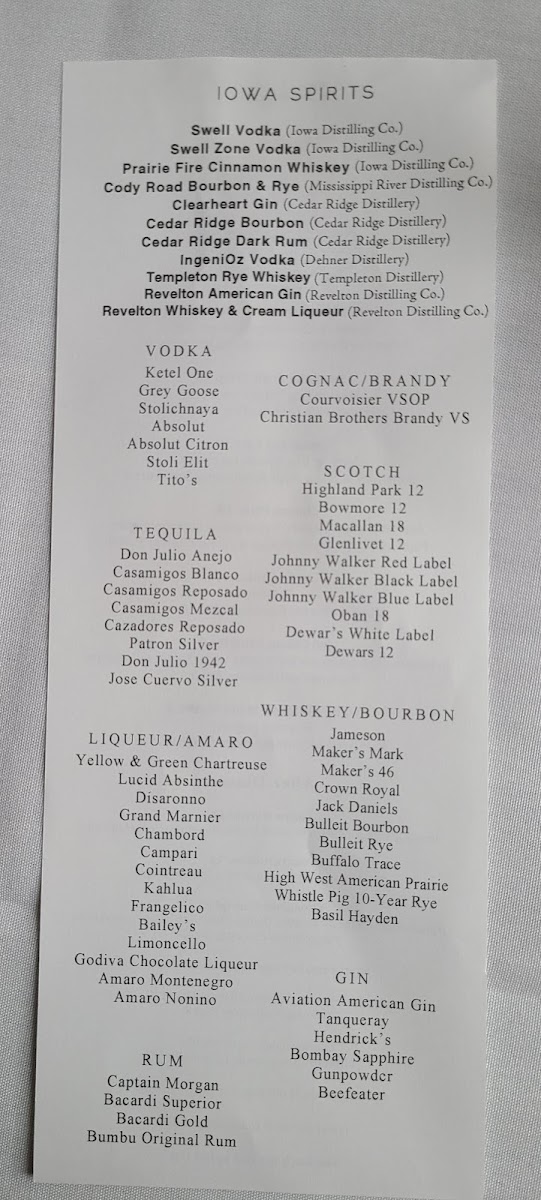 IOWA SPIRITS
Swell Vodka (Iowa Distilling Co.)
Swell Zone Vodka (Iowa Distilling Co.)
Prairie Fire Cinnamon Whiskey (Iowa Distilling Co.)
Cody Road Bourbon & Rye (Mississippi River Distilling Co.)
Clearheart Gin (Cedar Ridge Distillery)
Cedar Ridge Bourbon (Cedar Ridge Distillery)
Cedar Ridge Dark Rum (Cedar Ridge Distillery)
IngeniOz Vodka (Dehner Distillery)
Templeton Rye Whiskey (Templeton Distillery)
Revelton American Gin (Revelton Distilling Co.)
Revelton Whiskey & Cream Liqueur (Revelton Distilling Co.)
VODKA
Ketel One
Grey Goose
Stolichnaya
Absolut
Absolut Citron
Stoli Elit
Tito's
TEQUILA
Don Julio Anejo
Casamigos Blanco
Casamigos Reposado
Casamigos Mezcal
Cazadores Reposado
Patron Silver
Don Julio 1942
Jose Cuervo Silver
LIQUEUR/AMARO
Yellow & Green Chartreuse
Lucid Absinthe
Disaronno
Grand Marnier
Chambord
Campari
Cointreau
Kahlua
Frangelico
Bailey's
Limoncello
Godiva Chocolate Liqueur
Amaro Montenegro
Amaro Nonino
RUM
Captain Morgan
Bacardi Superior
Bacardi Gold
Bumbu Original Rum
COGNAC/BRANDY
Courvoisier VSOP
Christian Brothers Brandy VS
SCOTCH
Highland Park 12
Bowmore 12
Macallan 18
Glenlivet 12
Johnny Walker Red Label
Johnny Walker Black Label
Johnny Walker Blue Label
Oban 18
Dewar's White Label
Dewars 12
WHISKEY/BOURBON
Jameson
Maker's Mark
Maker's 46
Crown Royal
Jack Daniels
Bulleit Bourbon
Bulleit Rye
Buffalo Trace
High West American Prairie
Whistle Pig 10-Year Rye
Basil Hayden
GIN
Aviation American Gin
Tanqueray
Hendrick's
Bombay Sapphire
Gunpowder
Beefeater